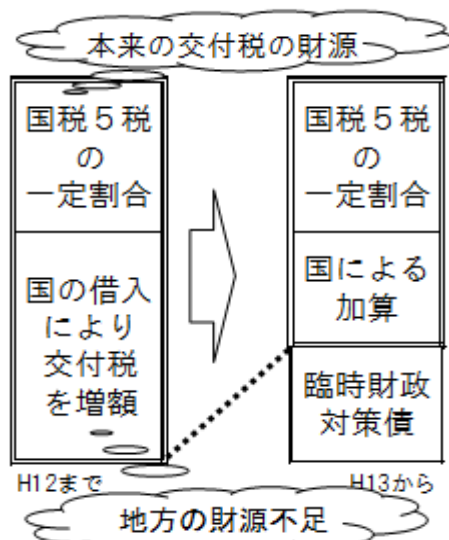 本来の交付税の財源
国税５税
の
一定割合
国の借入
により
交付税
を増額
H12まで
国税５税
の
一定割合
国による
加算
臨時財政
対策債
H13から
地方の財源不足